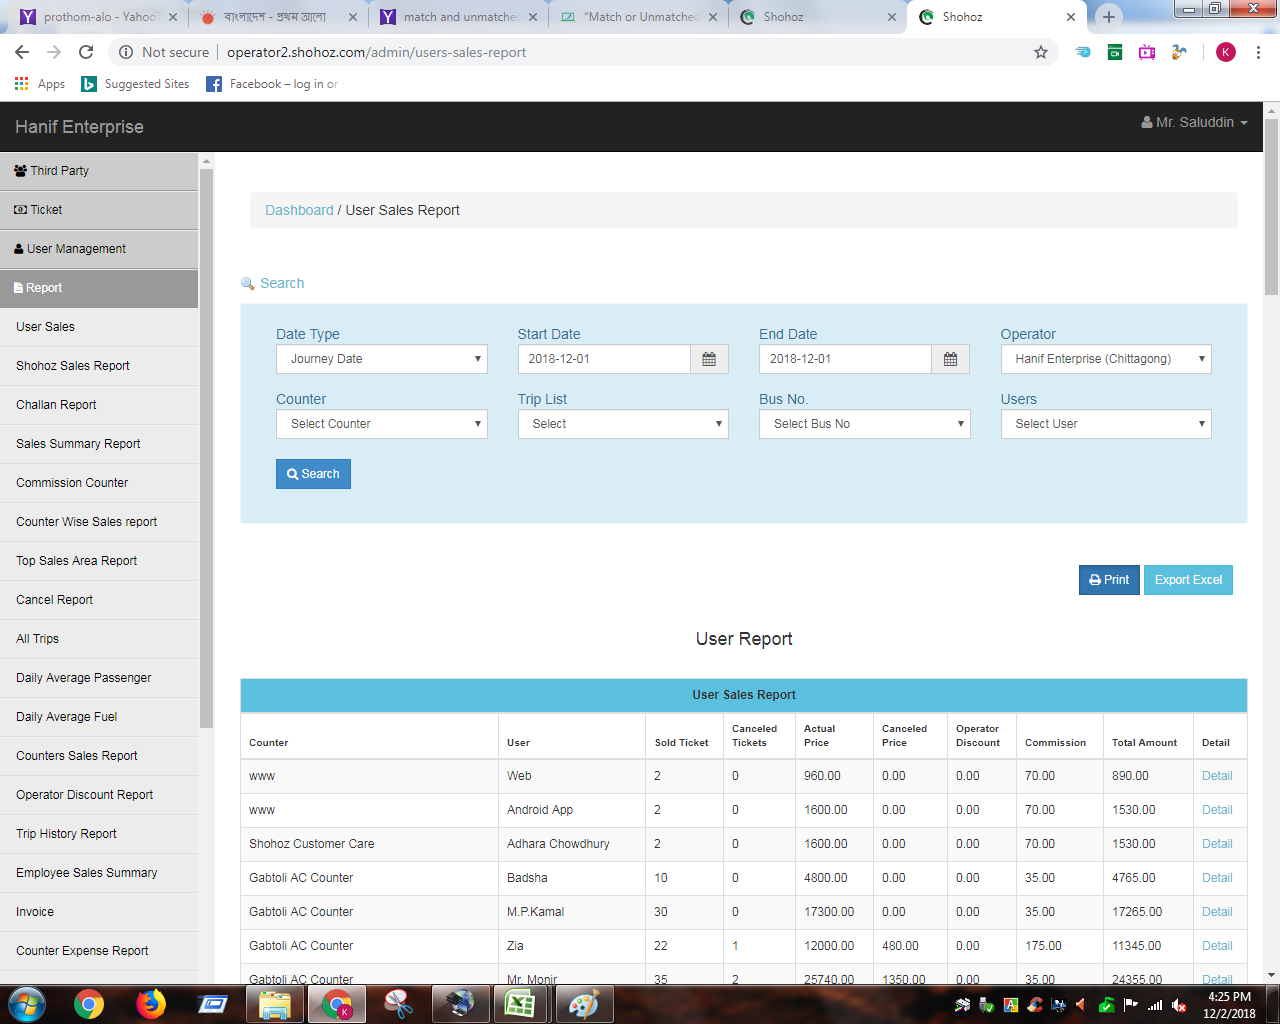 prothom-alo - Yahoo
বাংলাদেশ - প্রথম আলো
match and unmatche
"Match or Unmatched
Shohoz
Shohoz
Not secure
operator2.shohoz.com/admin/users-sales-report
K
Apps
Suggested Sites
Facebook – log in or
Hanif Enterprise
Mr. Saluddin
Third Party
Ticket
User Management
Report
User Sales
Shohoz Sales Report
Challan Report
Sales Summary Report
Commission Counter
Counter Wise Sales report
Top Sales Area Report
Cancel Report
All Trips
Daily Average Passenger
Daily Average Fuel
Counters Sales Report
Operator Discount Report
Trip History Report
Employee Sales Summary
Invoice
Counter Expense Report
Dashboard / User Sales Report
Search
Date Type Start Date End Date Operator
Journey Date 2018-12-01 2018-12-01 Hanif Enterprise (Chittagong)
Counter Trip List Bus No. Users
Select Counter Select Select Bus No Select User
Search
Print Export Excel
User Report
User Sales Report
Counter User Sold Ticket Canceled Tickets Actual Price Canceled Price Operator Discount Commission Total Amount Detail
www Web 2 0 960.00 0.00 0.00 70.00 890.00 Detail
www Android App 2 0 1600.00 0.00 0.00 70.00 1530.00 Detail
Shohoz Customer Care Adhara Chowdhury 2 0 1600.00 0.00 0.00 70.00 1530.00 Detail
Gabtoli AC Counter Badsha 10 0 4800.00 0.00 0.00 35.00 4765.00 Detail
Gabtoli AC Counter M.P.Kamal 30 0 17300.00 0.00 0.00 35.00 17265.00 Detail
Gabtoli AC Counter Zia 22 1 12000.00 480.00 0.00 175.00 11345.00 Detail
Gabtoli AC Counter Mr. Monir 35 2 25740.00 1350.00 0.00 35.00 24355.00 Detail
4:25 PM
12/2/2018